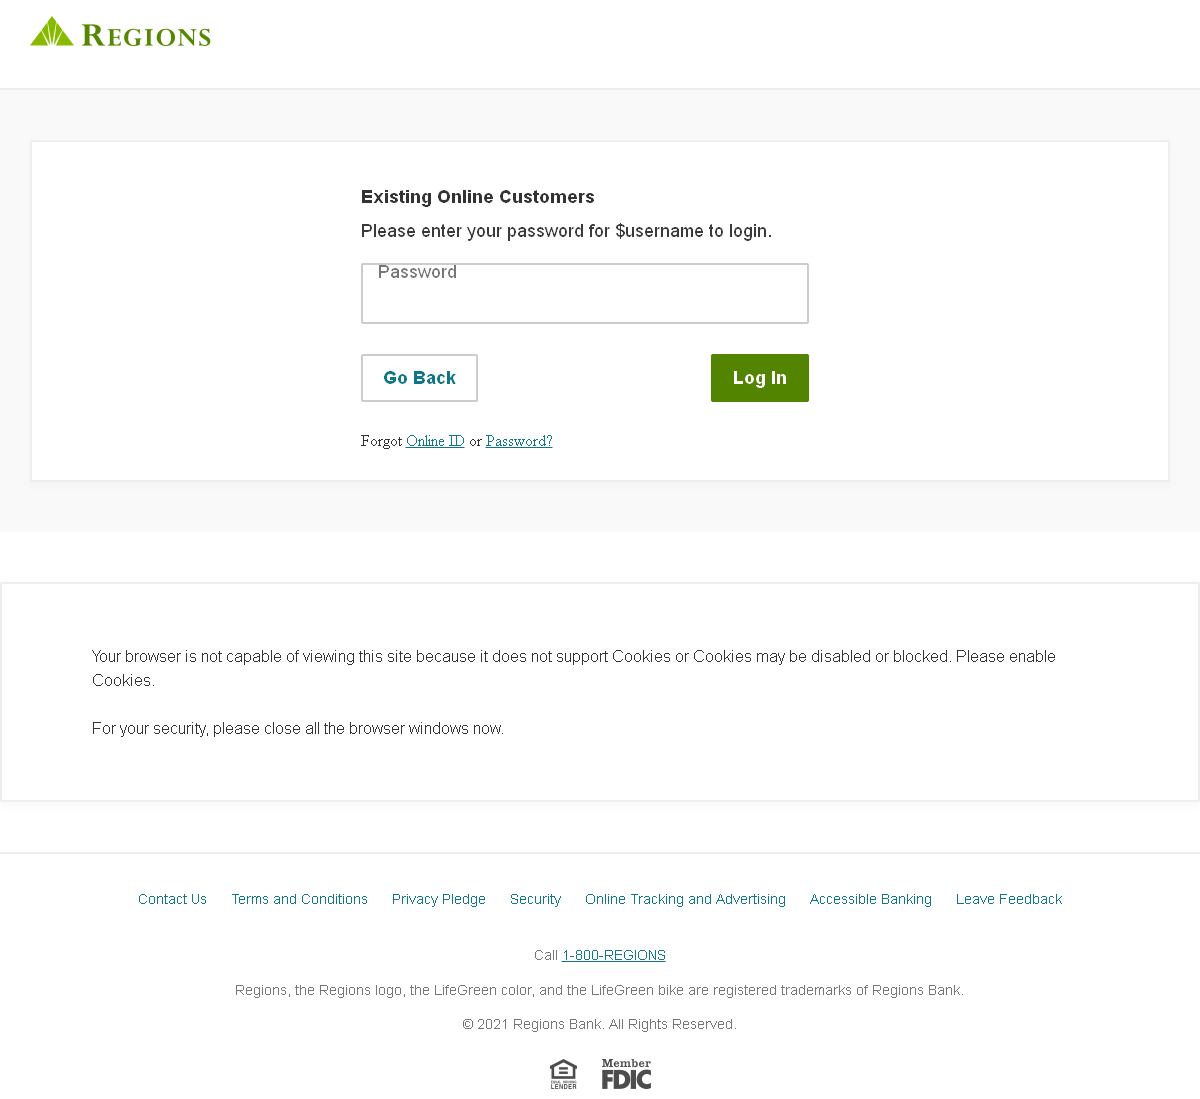 REGIONS
Existing Online Customers
Please enter your password for $username to login.
Password
Go Back
Log In
Forgot Online ID or Password?
Your browser is not capable of viewing this site because it does not support Cookies or Cookies may be disabled or blocked. Please enable
Cookies.
For your security, please close all the browser windows now.
Contact Us Terms and Conditions Privacy Pledge Security Online Tracking and Advertising Accessible Banking Leave Feedback
Call 1-800-REGIONS
Regions, the Regions logo, the LifeGreen color, and the LifeGreen bike are registered trademarks of Regions Bank.
© 2021 Regions Bank. All Rights Reserved.
EQUAL HOUSING
LENDER
Member
FDIC